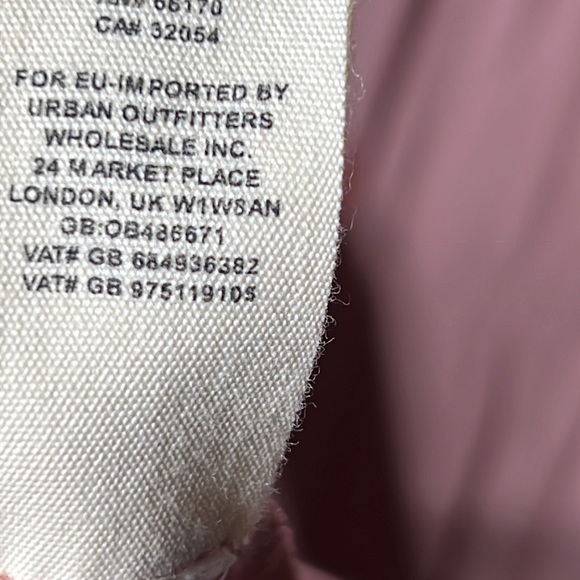 66170
CA# 32054
FOR EU-IMPORTED BY
URBAN OUTFITTERS
WHOLESALE INC.
24 MARKET PLACE
LONDON, UK W1W8AN
GB:OB486671
VAT# GB 684936382
VAT# GB 975119105